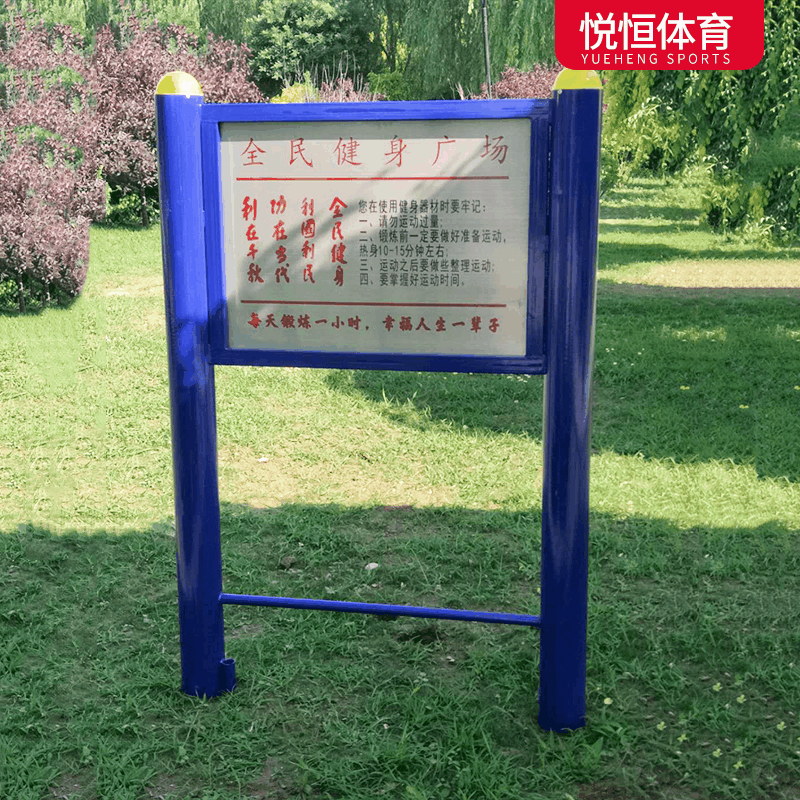 悦恒体育
YUEHENG SPORTS
全民健身广场
全民健身
利國利民
功在当代
利在千秋
您在使用健身器材时要牢记：
一、请勿运动过量；
二、锻炼前一定要做好准备运动，
热身10-15分钟左右；
三、运动之后要做些整理运动；
四、要掌握好运动时间。
每天锻炼一小时，幸福人生一辈子